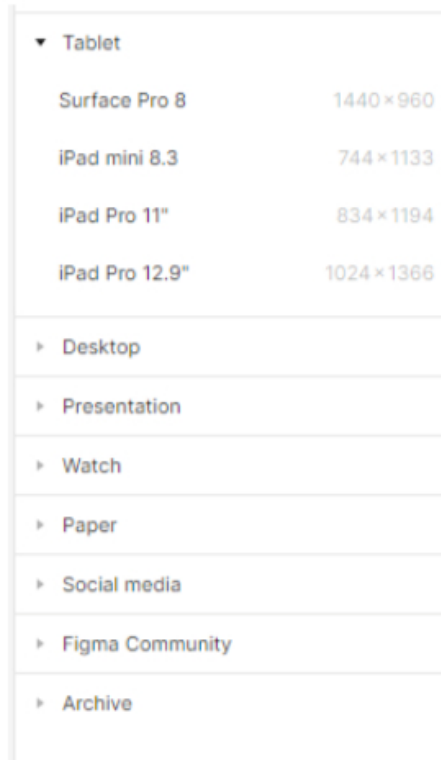 Tablet
Surface Pro 8 1440×960
iPad mini 8.3 744×1133
iPad Pro 11" 834×1194
iPad Pro 12.9" 1024×1366
Desktop
Presentation
Watch
Paper
Social media
Figma Community
Archive